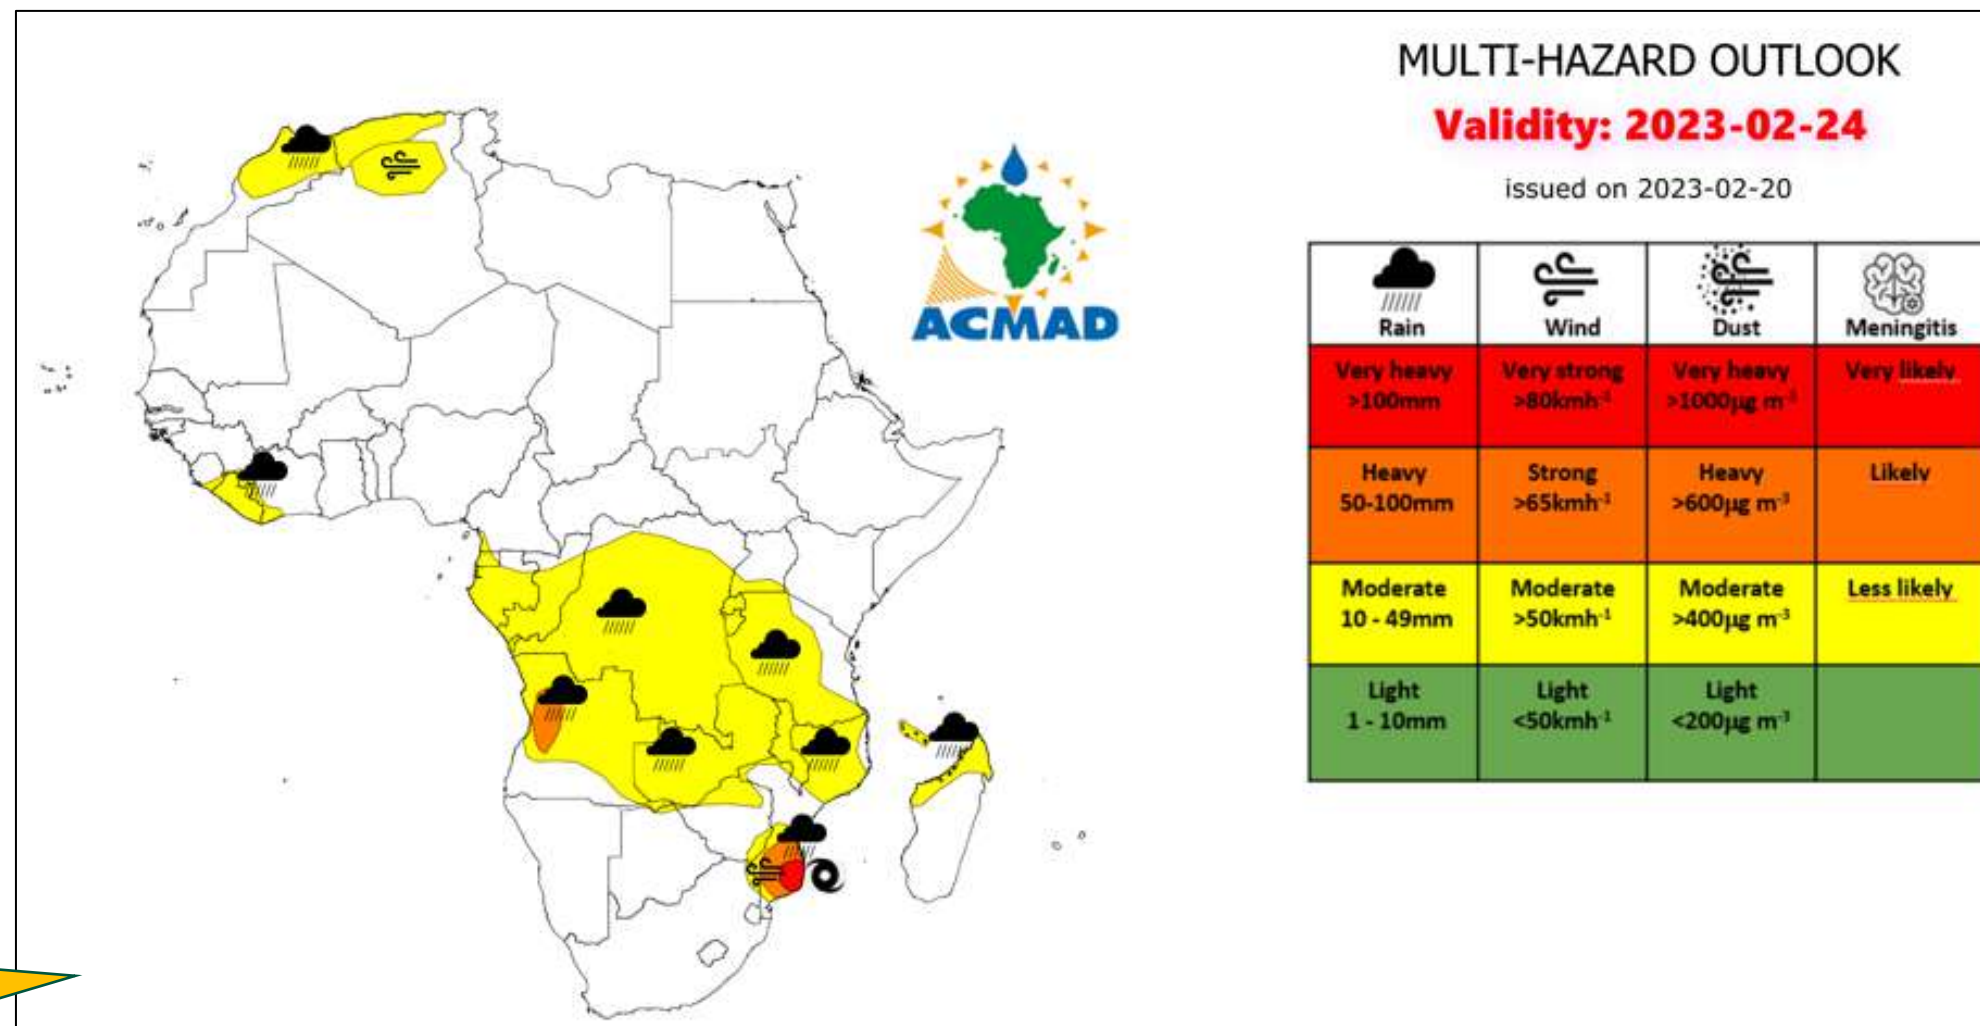 MULTI-HAZARD OUTLOOK
Validity: 2023-02-24
issued on 2023-02-20
ACMAD
Rain Wind Dust Meningitis
Very heavy Very strong Very heavy Very likely
>100mm >80kmh⁻¹ >1000µg m⁻³
Heavy Strong Heavy Likely
50-100mm >65kmh⁻¹ >600µg m⁻³
Moderate Moderate Moderate Less likely
10 - 49mm >50kmh⁻¹ >400µg m⁻³
Light Light Light
1 - 10mm <50kmh⁻¹ <200µg m⁻³